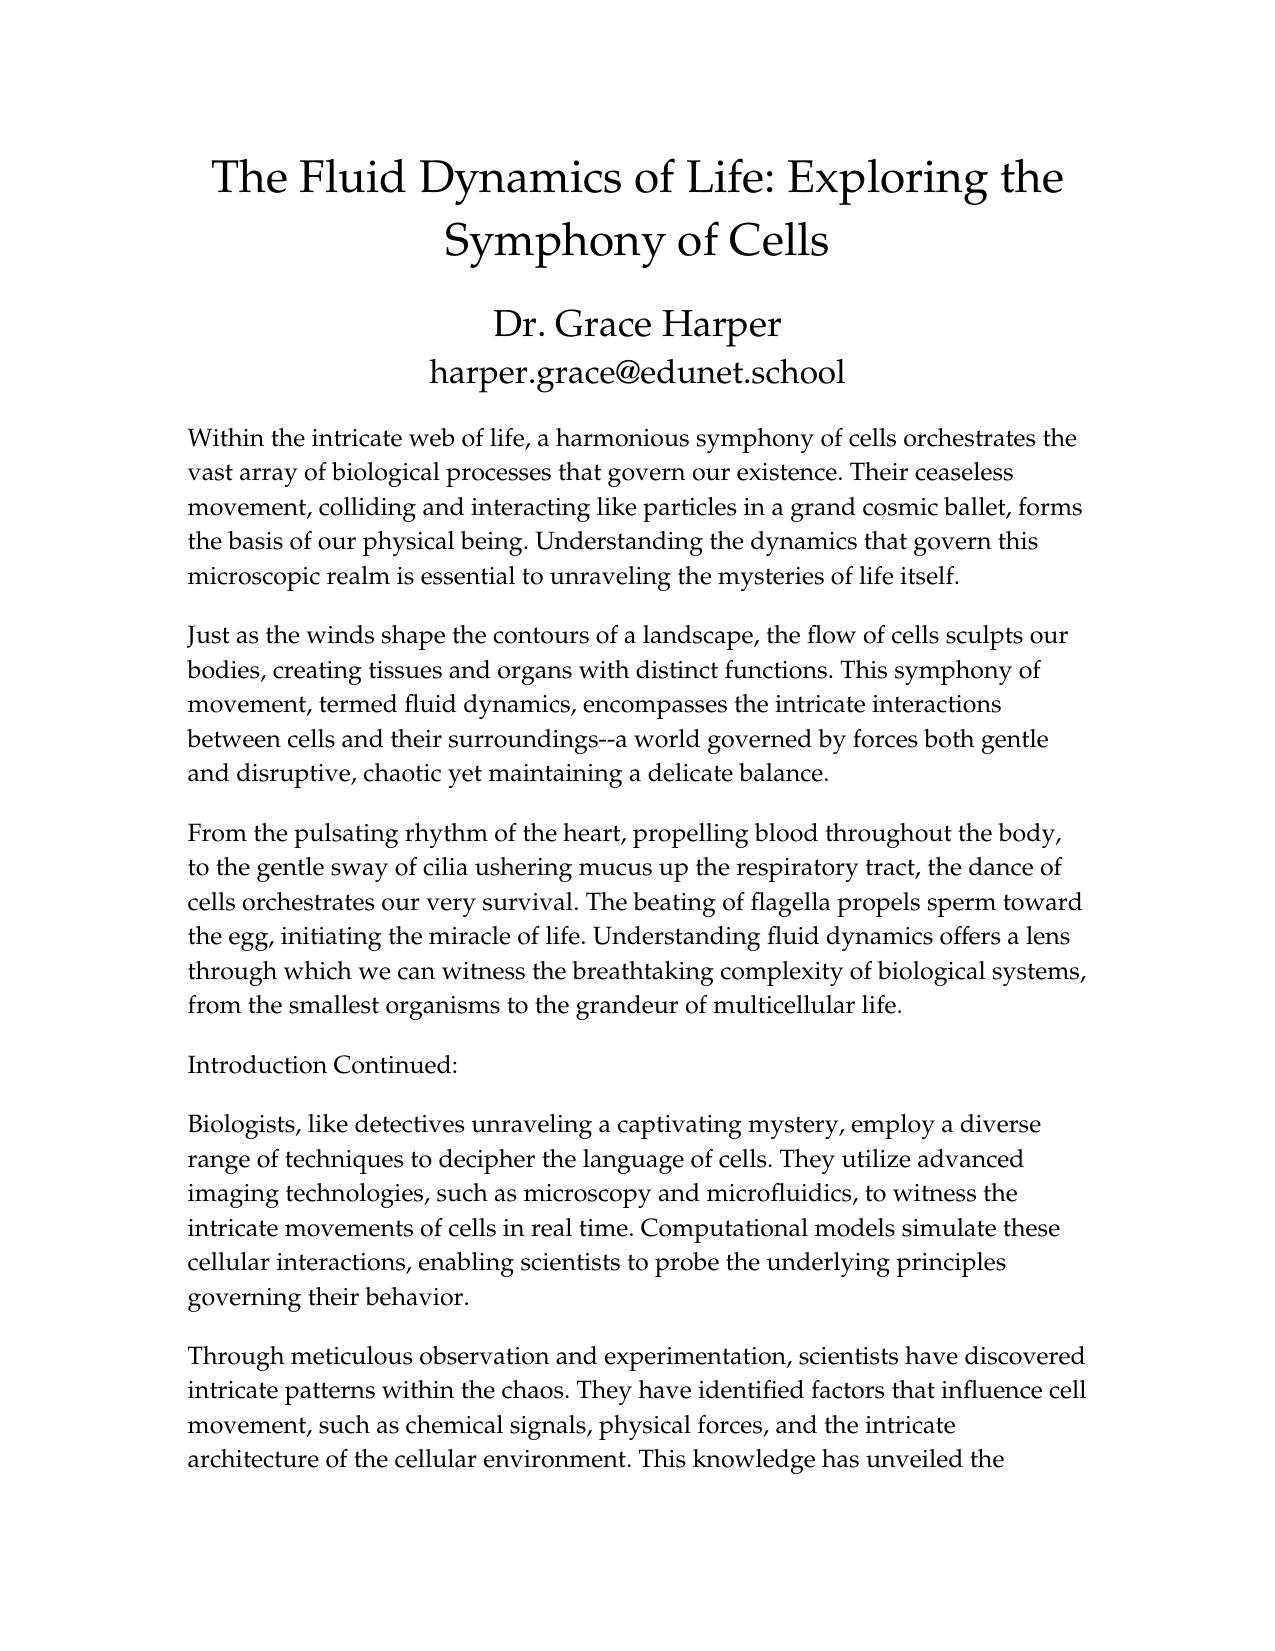 The Fluid Dynamics of Life: Exploring the
Symphony of Cells
Dr. Grace Harper
harper.grace@edunet.school
Within the intricate web of life, a harmonious symphony of cells orchestrates the
vast array of biological processes that govern our existence. Their ceaseless
movement, colliding and interacting like particles in a grand cosmic ballet, forms
the basis of our physical being. Understanding the dynamics that govern this
microscopic realm is essential to unraveling the mysteries of life itself.
Just as the winds shape the contours of a landscape, the flow of cells sculpts our
bodies, creating tissues and organs with distinct functions. This symphony of
movement, termed fluid dynamics, encompasses the intricate interactions
between cells and their surroundings--a world governed by forces both gentle
and disruptive, chaotic yet maintaining a delicate balance.
From the pulsating rhythm of the heart, propelling blood throughout the body,
to the gentle sway of cilia ushering mucus up the respiratory tract, the dance of
cells orchestrates our very survival. The beating of flagella propels sperm toward
the egg, initiating the miracle of life. Understanding fluid dynamics offers a lens
through which we can witness the breathtaking complexity of biological systems,
from the smallest organisms to the grandeur of multicellular life.
Introduction Continued:
Biologists, like detectives unraveling a captivating mystery, employ a diverse
range of techniques to decipher the language of cells. They utilize advanced
imaging technologies, such as microscopy and microfluidics, to witness the
intricate movements of cells in real time. Computational models simulate these
cellular interactions, enabling scientists to probe the underlying principles
governing their behavior.
Through meticulous observation and experimentation, scientists have discovered
intricate patterns within the chaos. They have identified factors that influence cell
movement, such as chemical signals, physical forces, and the intricate
architecture of the cellular environment. This knowledge has unveiled the